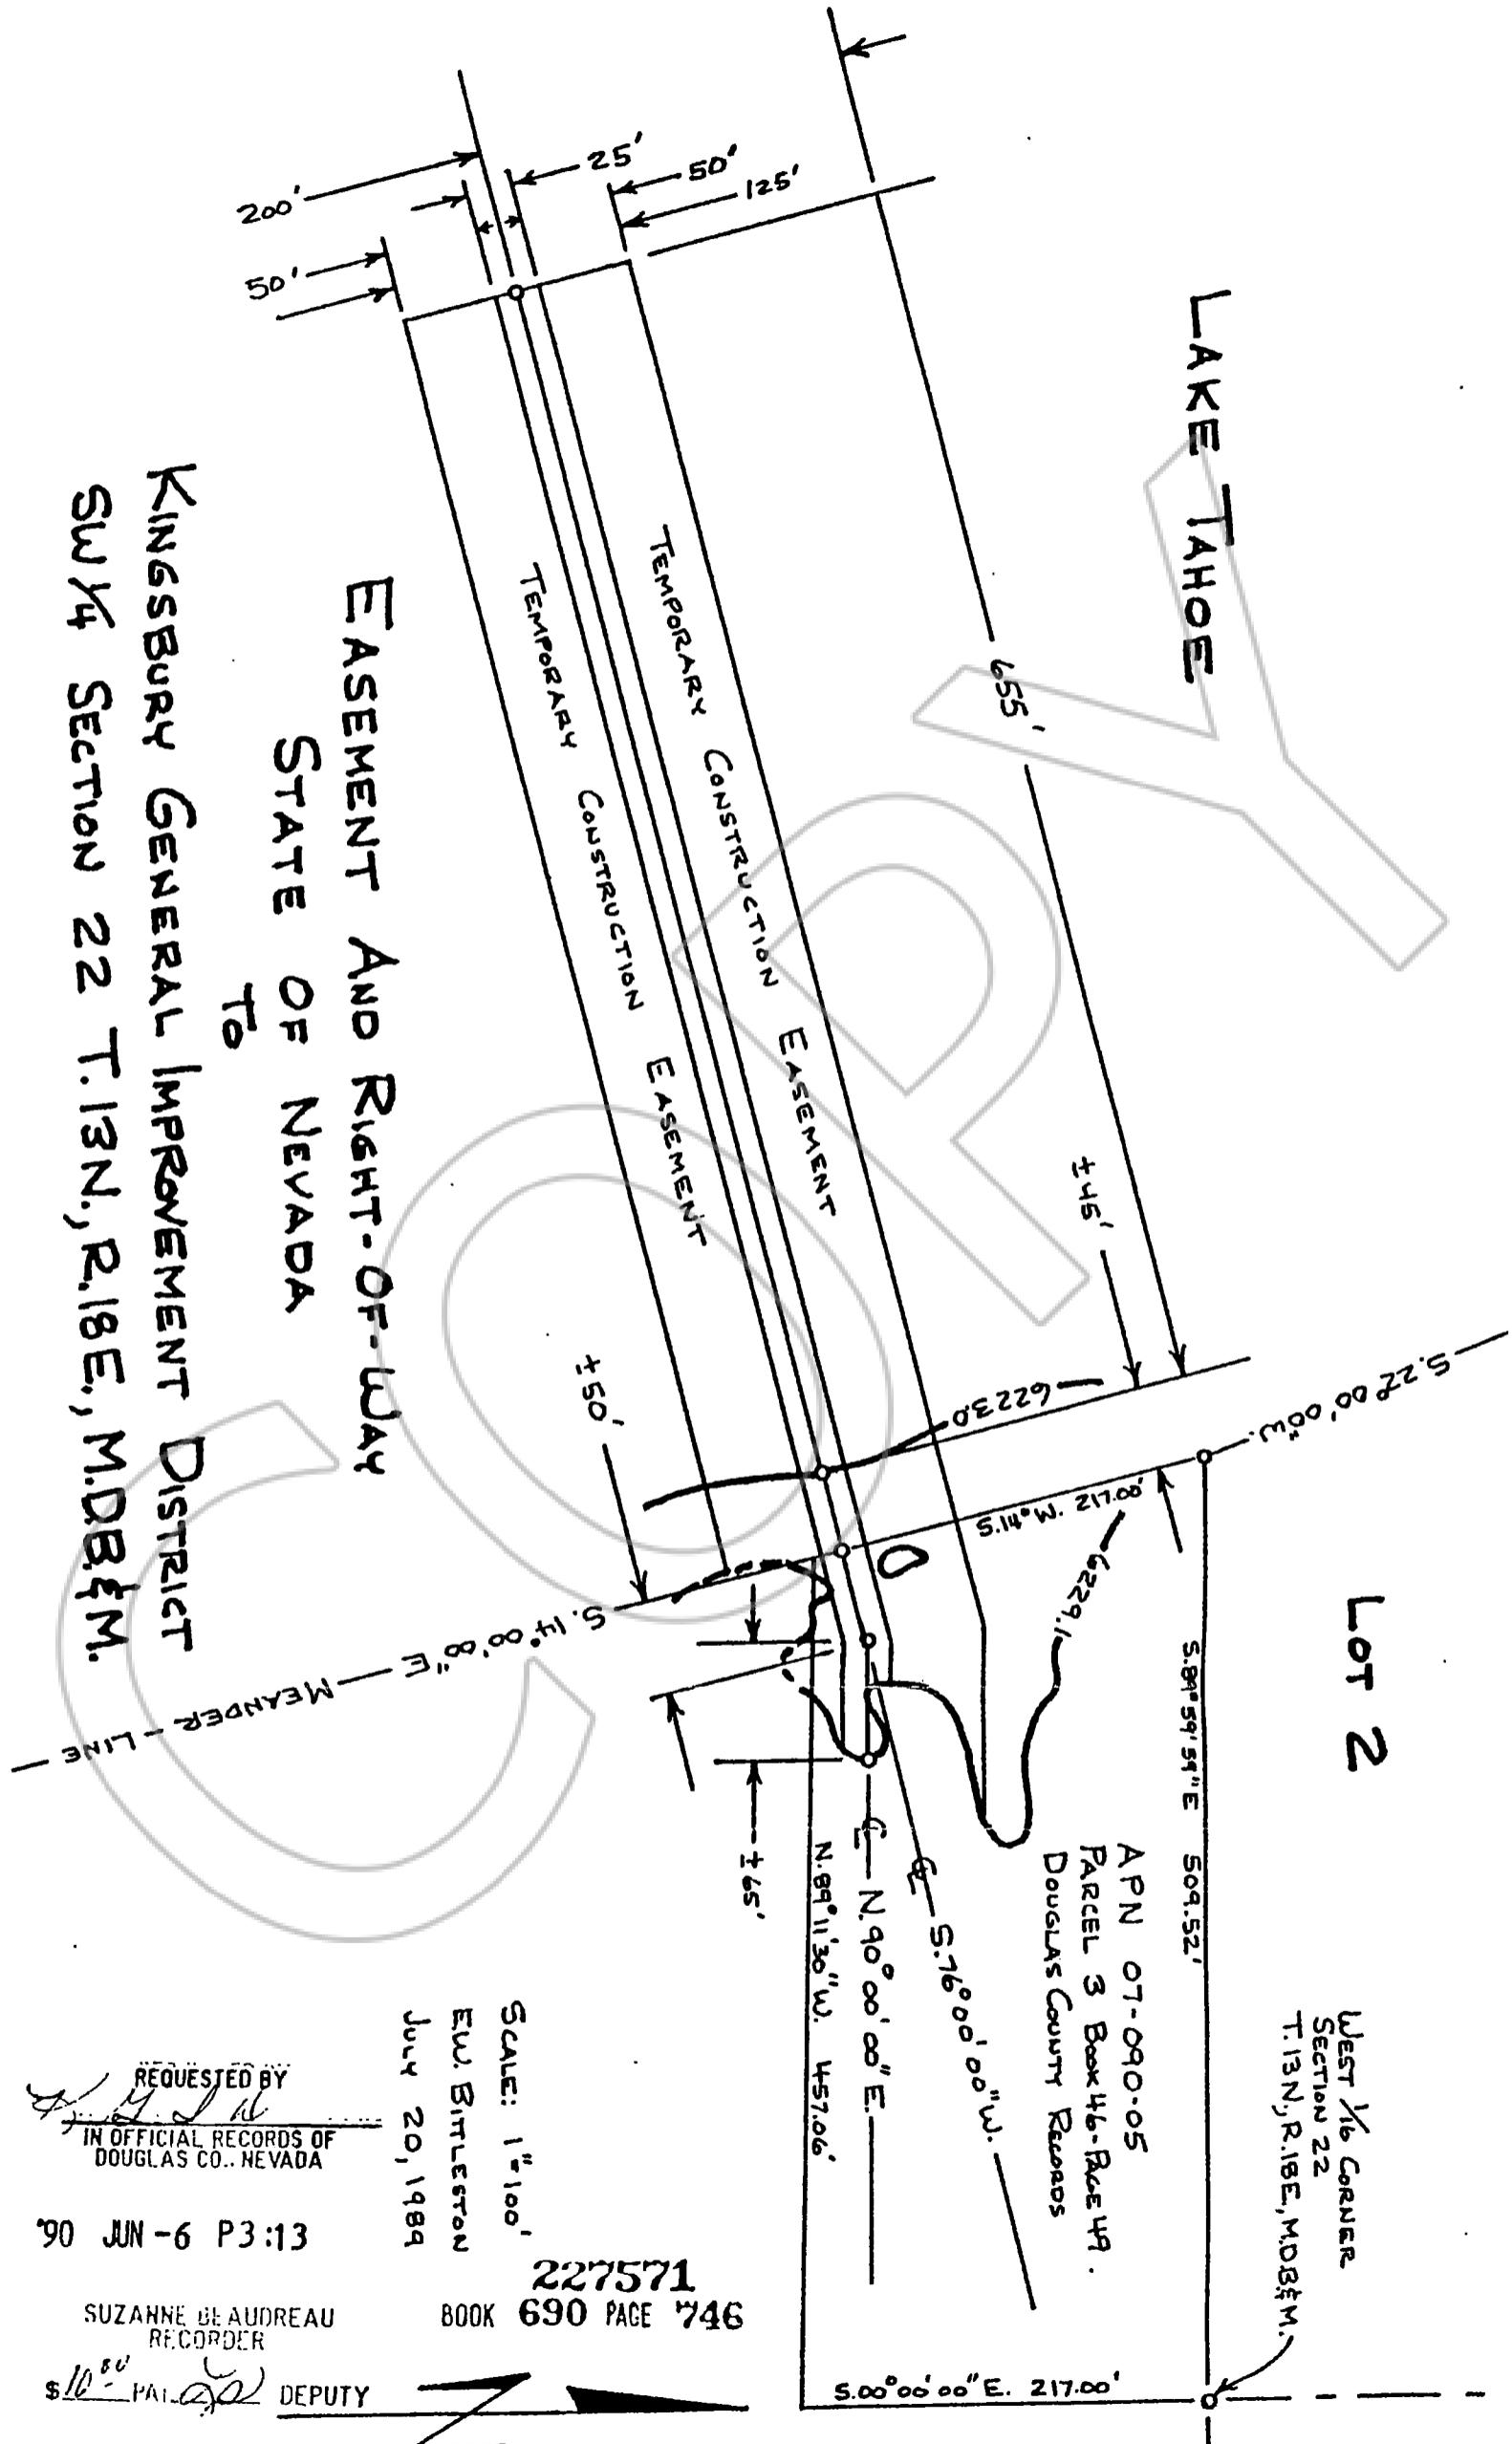 LAKE TAHOE
LOT 2
WEST 1/16 CORNER
SECTION 22
T.13N., R.18E., M.D.B.&M.
S.22°00'00"W.
S.89°59'59"E 509.52'
APN 07-090-05
PARCEL 3 BOOK 46-PAGE 49.
DOUGLAS COUNTY RECORDS
200'
50'
25'
50'
125'
655'
±45'
6223.0
S.14°W. 217.00'
6229.1
TEMPORARY CONSTRUCTION EASEMENT
TEMPORARY CONSTRUCTION EASEMENT
±50'
S.14°00'00"E — MEANDER - LINE —
±65'
℄ S.76°00'00"W.
℄ N.90°00'00"E.
N.89°11'30"W. 457.06'
S.00°00'00"E. 217.00'
EASEMENT AND RIGHT-OF-WAY
STATE OF NEVADA
TO
KINGSBURY GENERAL IMPROVEMENT DISTRICT
SW 1/4 SECTION 22 T.13N., R.18E., M.D.B.&M.
SCALE: 1"=100'
E.W. BITTLESTON
JULY 20, 1989
COPY
REQUESTED BY
K.G.I.D
IN OFFICIAL RECORDS OF
DOUGLAS CO., NEVADA
'90 JUN -6 P3:13
227571
BOOK 690 PAGE 746
SUZANNE BEAUDREAU
RECORDER
DEPUTY